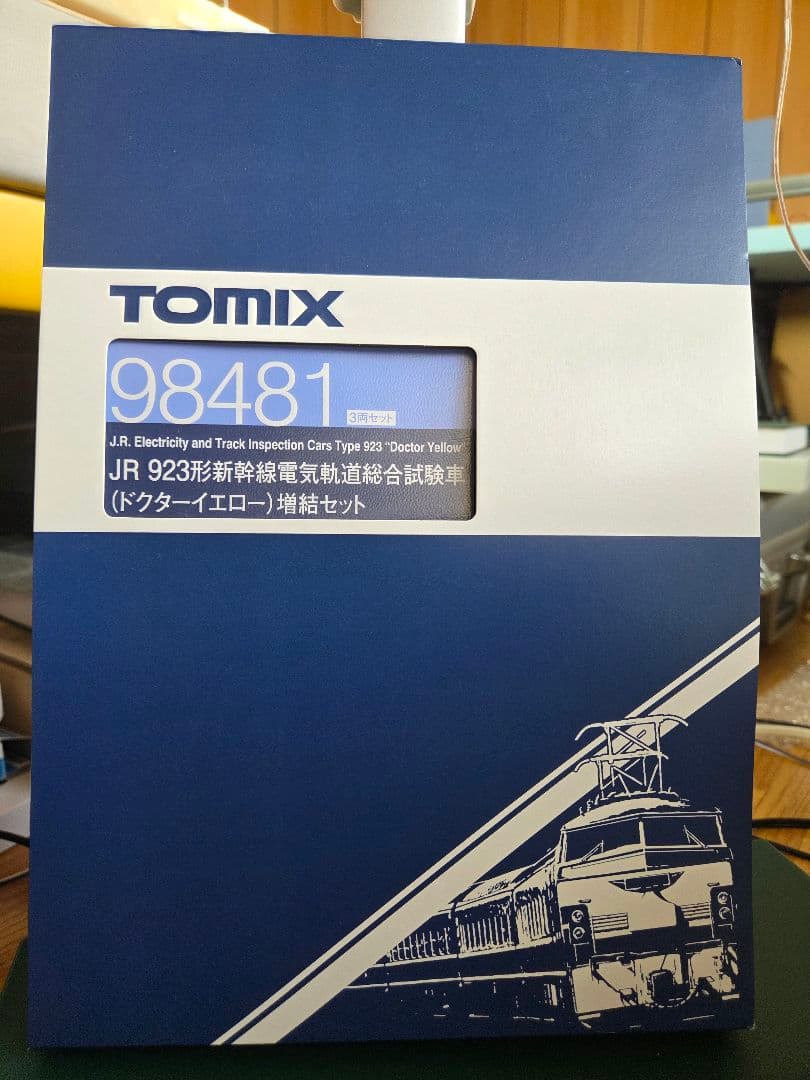 TOMIX
98481
3両セット
J.R. Electricity and Track Inspection Cars Type 923 "Doctor Yellow"
JR 923形新幹線電気軌道総合試験車
(ドクターイエロー)増結セット